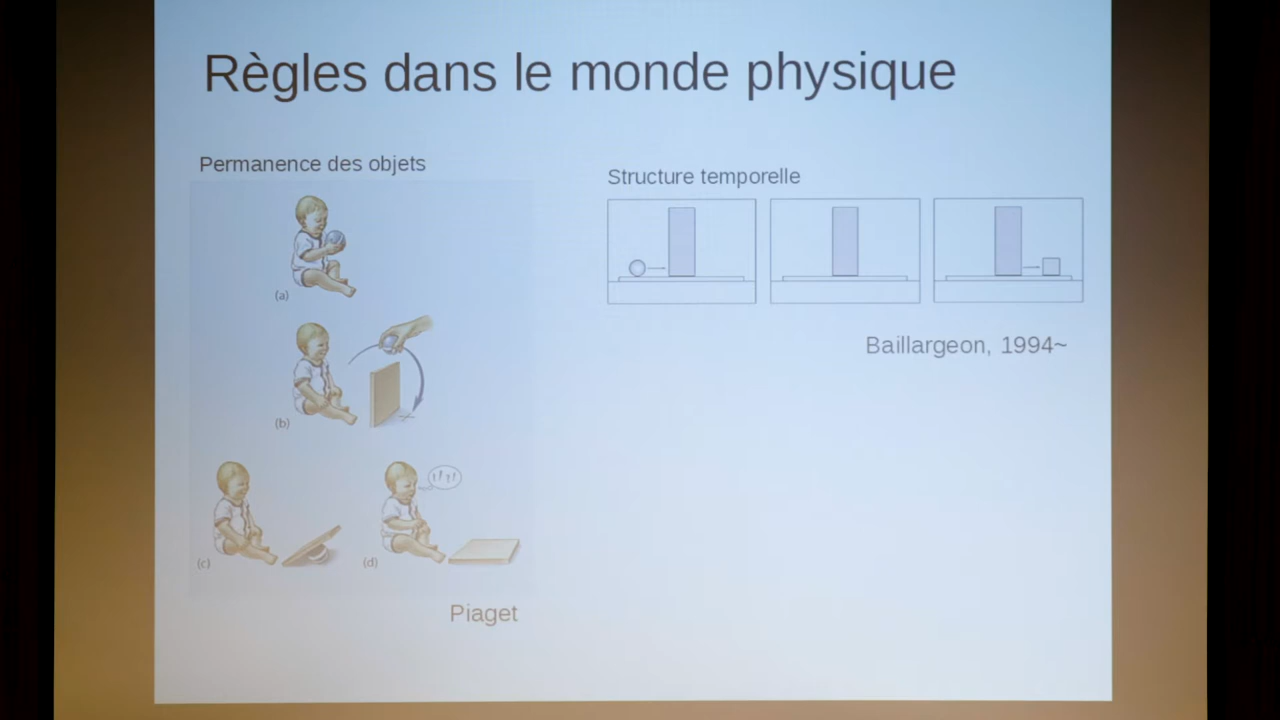 Règles dans le monde physique
Permanence des objets
Structure temporelle
(a)
(b)
(c)
(d)
!?!?!
Baillargeon, 1994~
Piaget